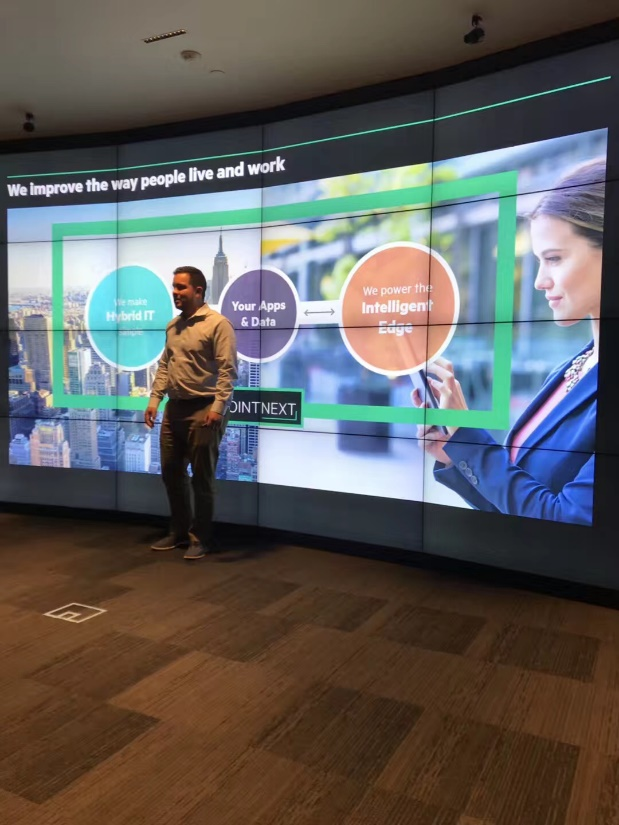 We improve the way people live and work
We make
Hybrid IT
Your Apps
& Data
We power the
Intelligent
Edge
OINTNEXT